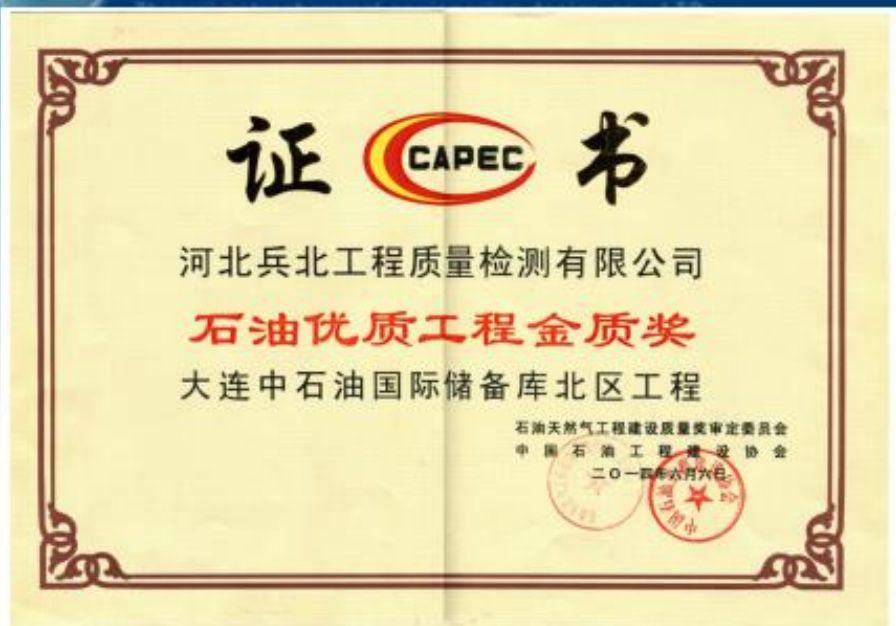 证 CAPEC 书
河北兵北工程质量检测有限公司
石油优质工程金质奖
大连中石油国际储备库北区工程
石油天然气工程建设质量奖审定委员会
中国石油工程建设协会
二〇一四年六月六日